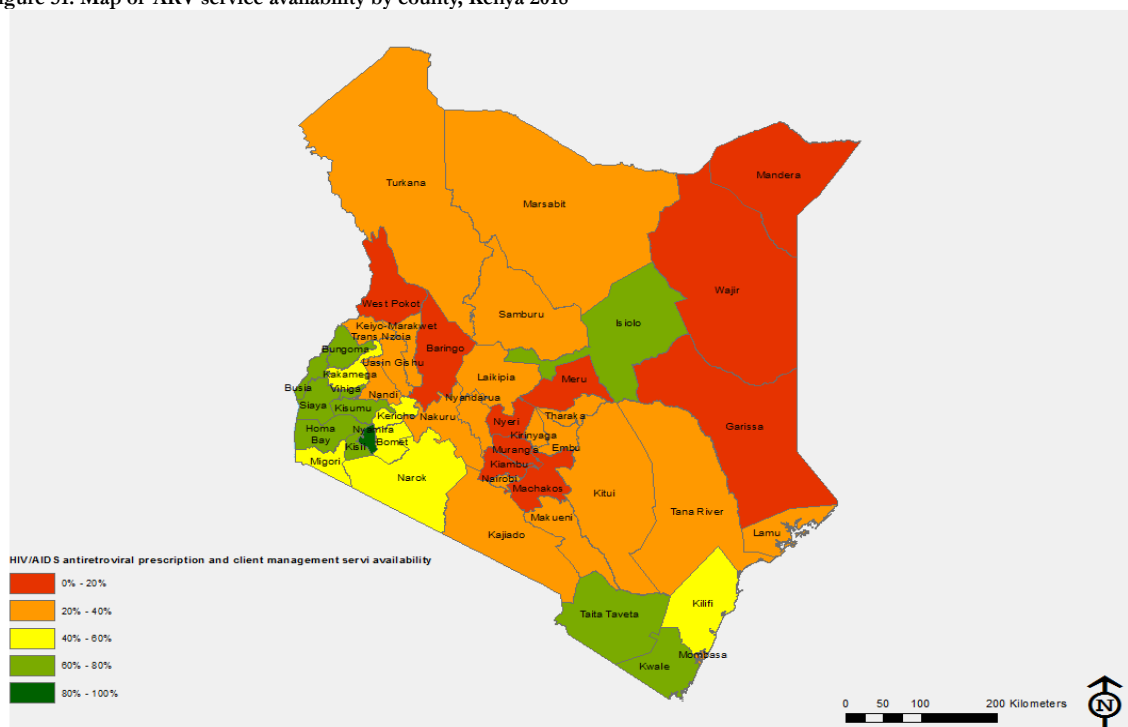 Figure 31: Map of ARV service availability by county, Kenya 2018
Mandera
Turkana
Marsabit
Wajir
West Pokot
Samburu
Isiolo
Keiyo-Marakwet
Trans Nzoia
Bungoma
Uasin Gishu
Baringo
Kakamega
Laikipia
Meru
Busia
Vihiga
Nandi
Nyandarua
Siaya
Kisumu
Kericho
Nakuru
Tharaka
Nyeri
Garissa
Homa
Bay
Nyamira
Kirinyaga
Kisii
Bomet
Murang'a
Embu
Migori
Kiambu
Narok
Nairobi
Machakos
Kitui
Tana River
Makueni
Kajiado
Lamu
HIV/AIDS antiretroviral prescription and client management servi availability
0% - 20%
20% - 40%
40% - 60%
60% - 80%
80% - 100%
Kilifi
Taita Taveta
Mombasa
Kwale
0 50 100 200 Kilometers
N